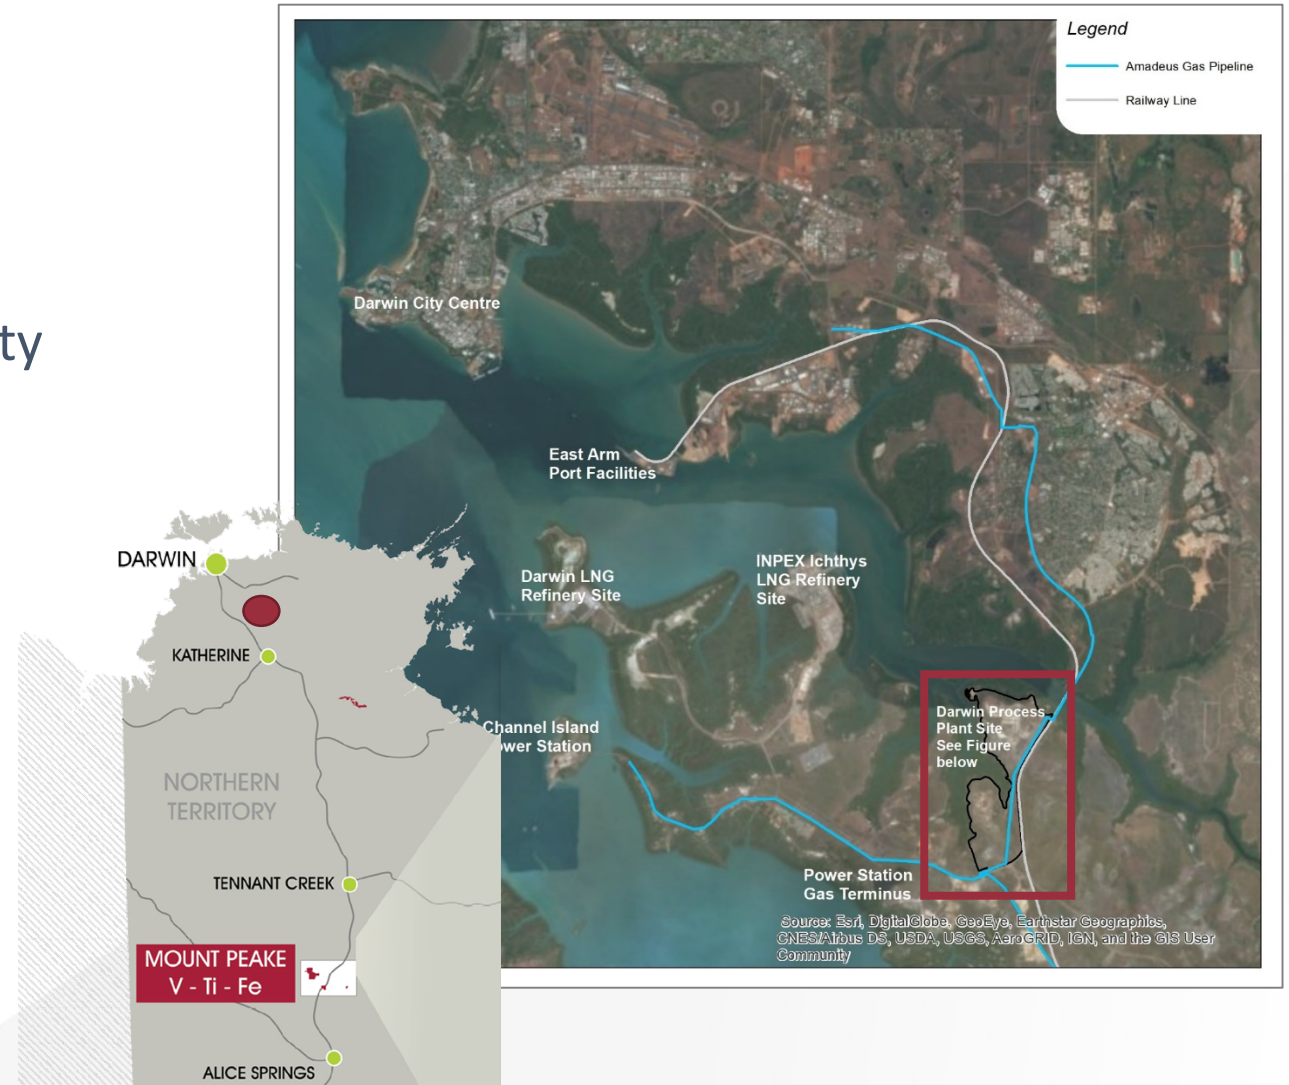 Legend
Amadeus Gas Pipeline
Railway Line
ty
Darwin City Centre
East Arm
Port Facilities
Darwin LNG
Refinery Site
INPEX Ichthys
LNG Refinery
Site
Channel Island
ower Station
Darwin Process
Plant Site
See Figure
below
Power Station
Gas Terminus
Source: Esri, DigitalGlobe, GeoEye, Earthstar Geographics,
CNES/Airbus DS, USDA, USGS, AeroGRID, IGN, and the GIS User
Community
DARWIN
KATHERINE
NORTHERN
TERRITORY
TENNANT CREEK
MOUNT PEAKE
V - Ti - Fe
ALICE SPRINGS